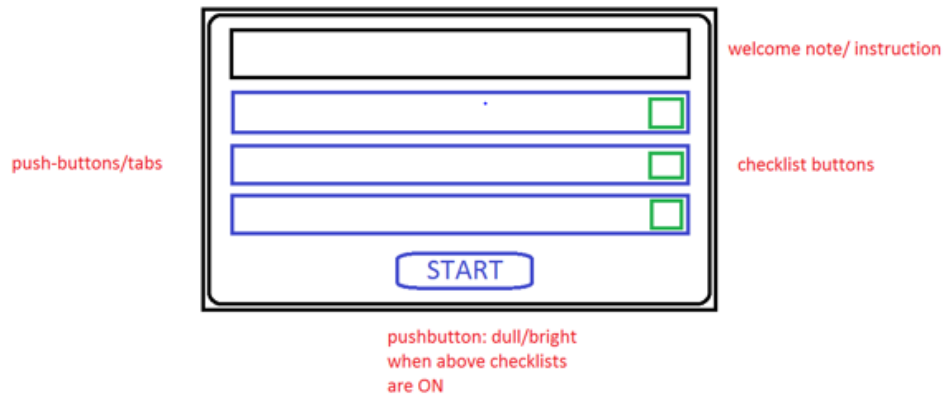 welcome note/ instruction
push-buttons/tabs
checklist buttons
START
pushbutton: dull/bright
when above checklists
are ON